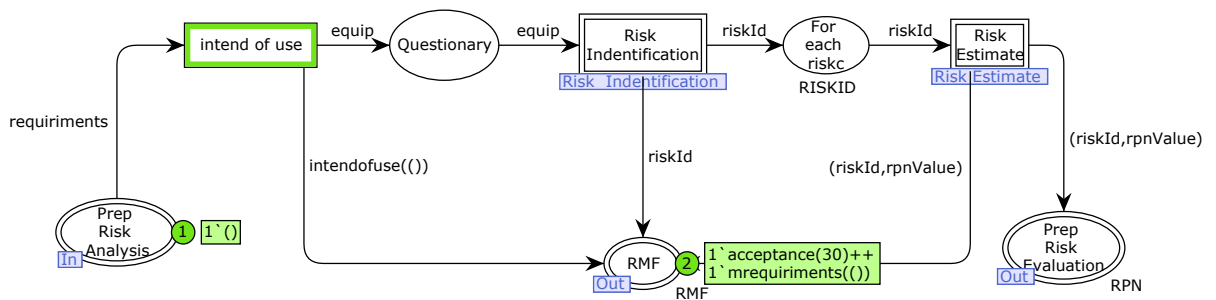 equip
equip
riskId
riskId
intend of use
Questionary
Risk
Indentification
Risk Indentification
For
each
riskc
RISKID
Risk
Estimate
Risk Estimate
requiriments
intendofuse(())
riskId
(riskId,rpnValue)
(riskId,rpnValue)
Prep
Risk
Analysis
In
1
1`()
RMF
Out
RMF
2
1`acceptance(30)++
1`mrequiriments(())
Prep
Risk
Evaluation
Out
RPN